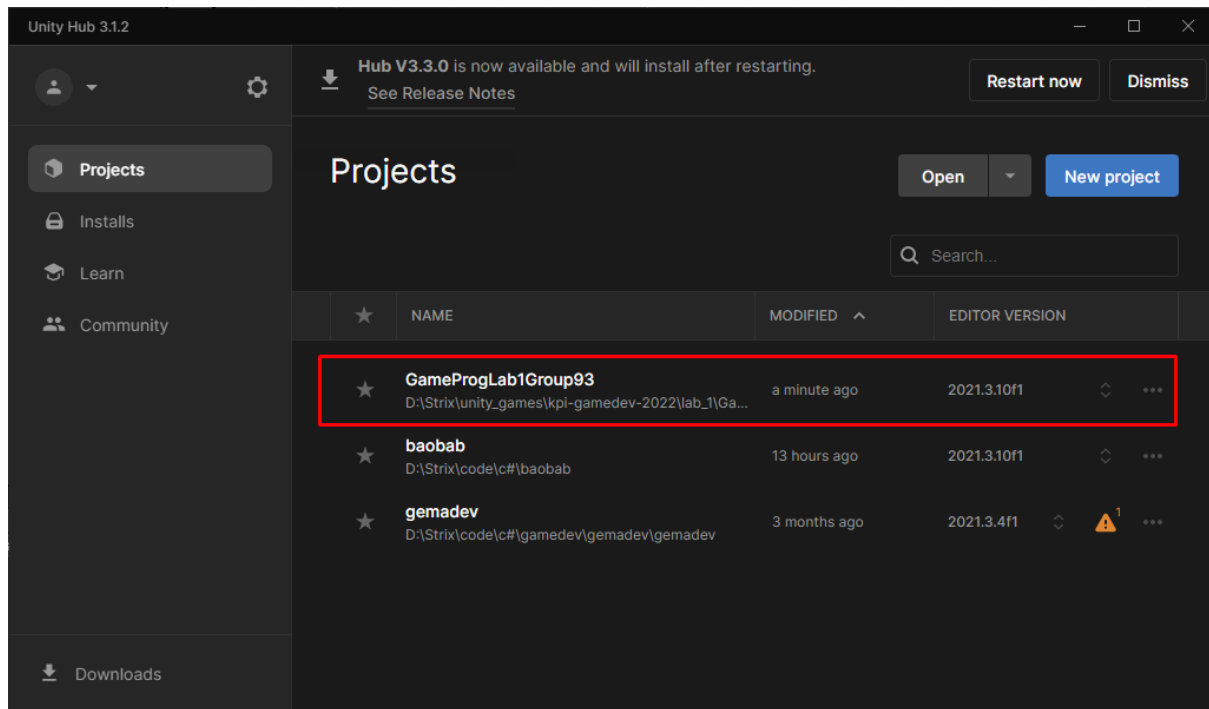 Unity Hub 3.1.2
Hub V3.3.0 is now available and will install after restarting.
See Release Notes
Restart now
Dismiss
Projects
Installs
Learn
Community
Downloads
Projects
Open
New project
Search...
NAME
MODIFIED
EDITOR VERSION
GameProgLab1Group93
D:\Strix\unity_games\kpi-gamedev-2022\lab_1\Ga...
a minute ago
2021.3.10f1
baobab
D:\Strix\code\c#\baobab
13 hours ago
2021.3.10f1
gemadev
D:\Strix\code\c#\gamedev\gemadev\gemadev
3 months ago
2021.3.4f1
1